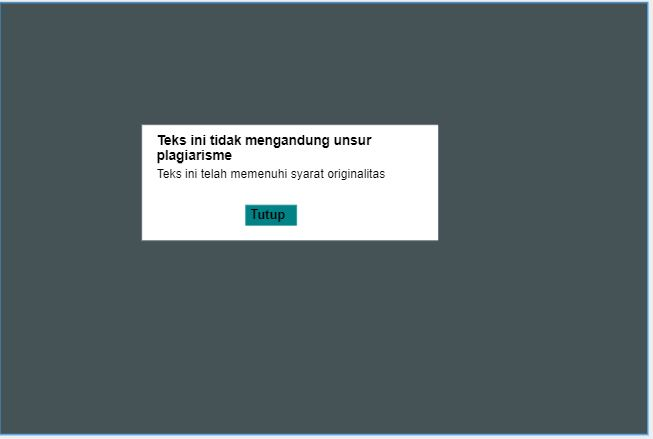 Teks ini tidak mengandung unsur
plagiarisme
Teks ini telah memenuhi syarat originalitas
Tutup